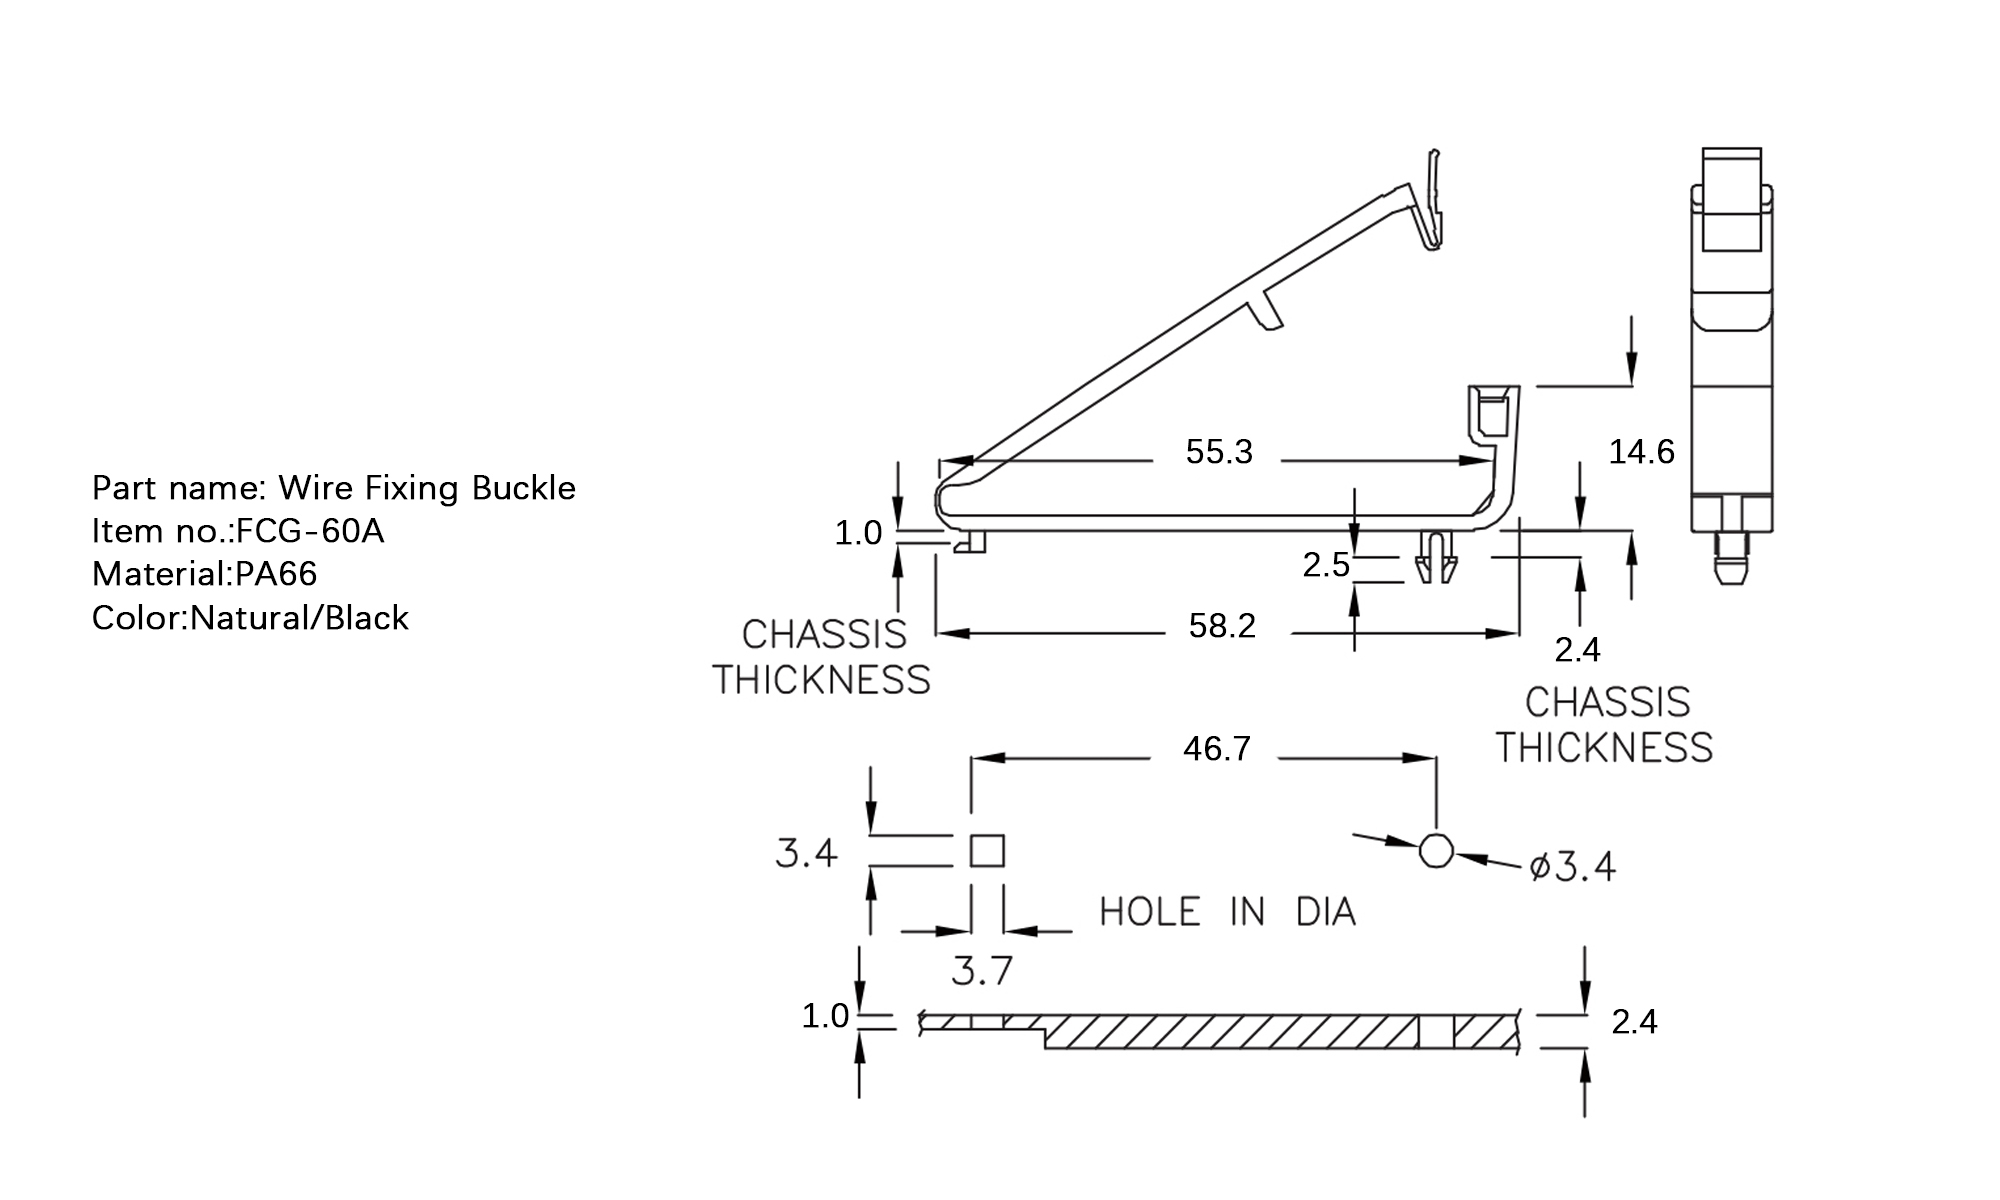 Part name: Wire Fixing Buckle
Item no.:FCG-60A
Material:PA66
Color:Natural/Black
55.3
14.6
1.0
2.5
58.2
2.4
CHASSIS
THICKNESS
CHASSIS
THICKNESS
46.7
3.4
ø3.4
HOLE IN DIA
3.7
1.0
2.4